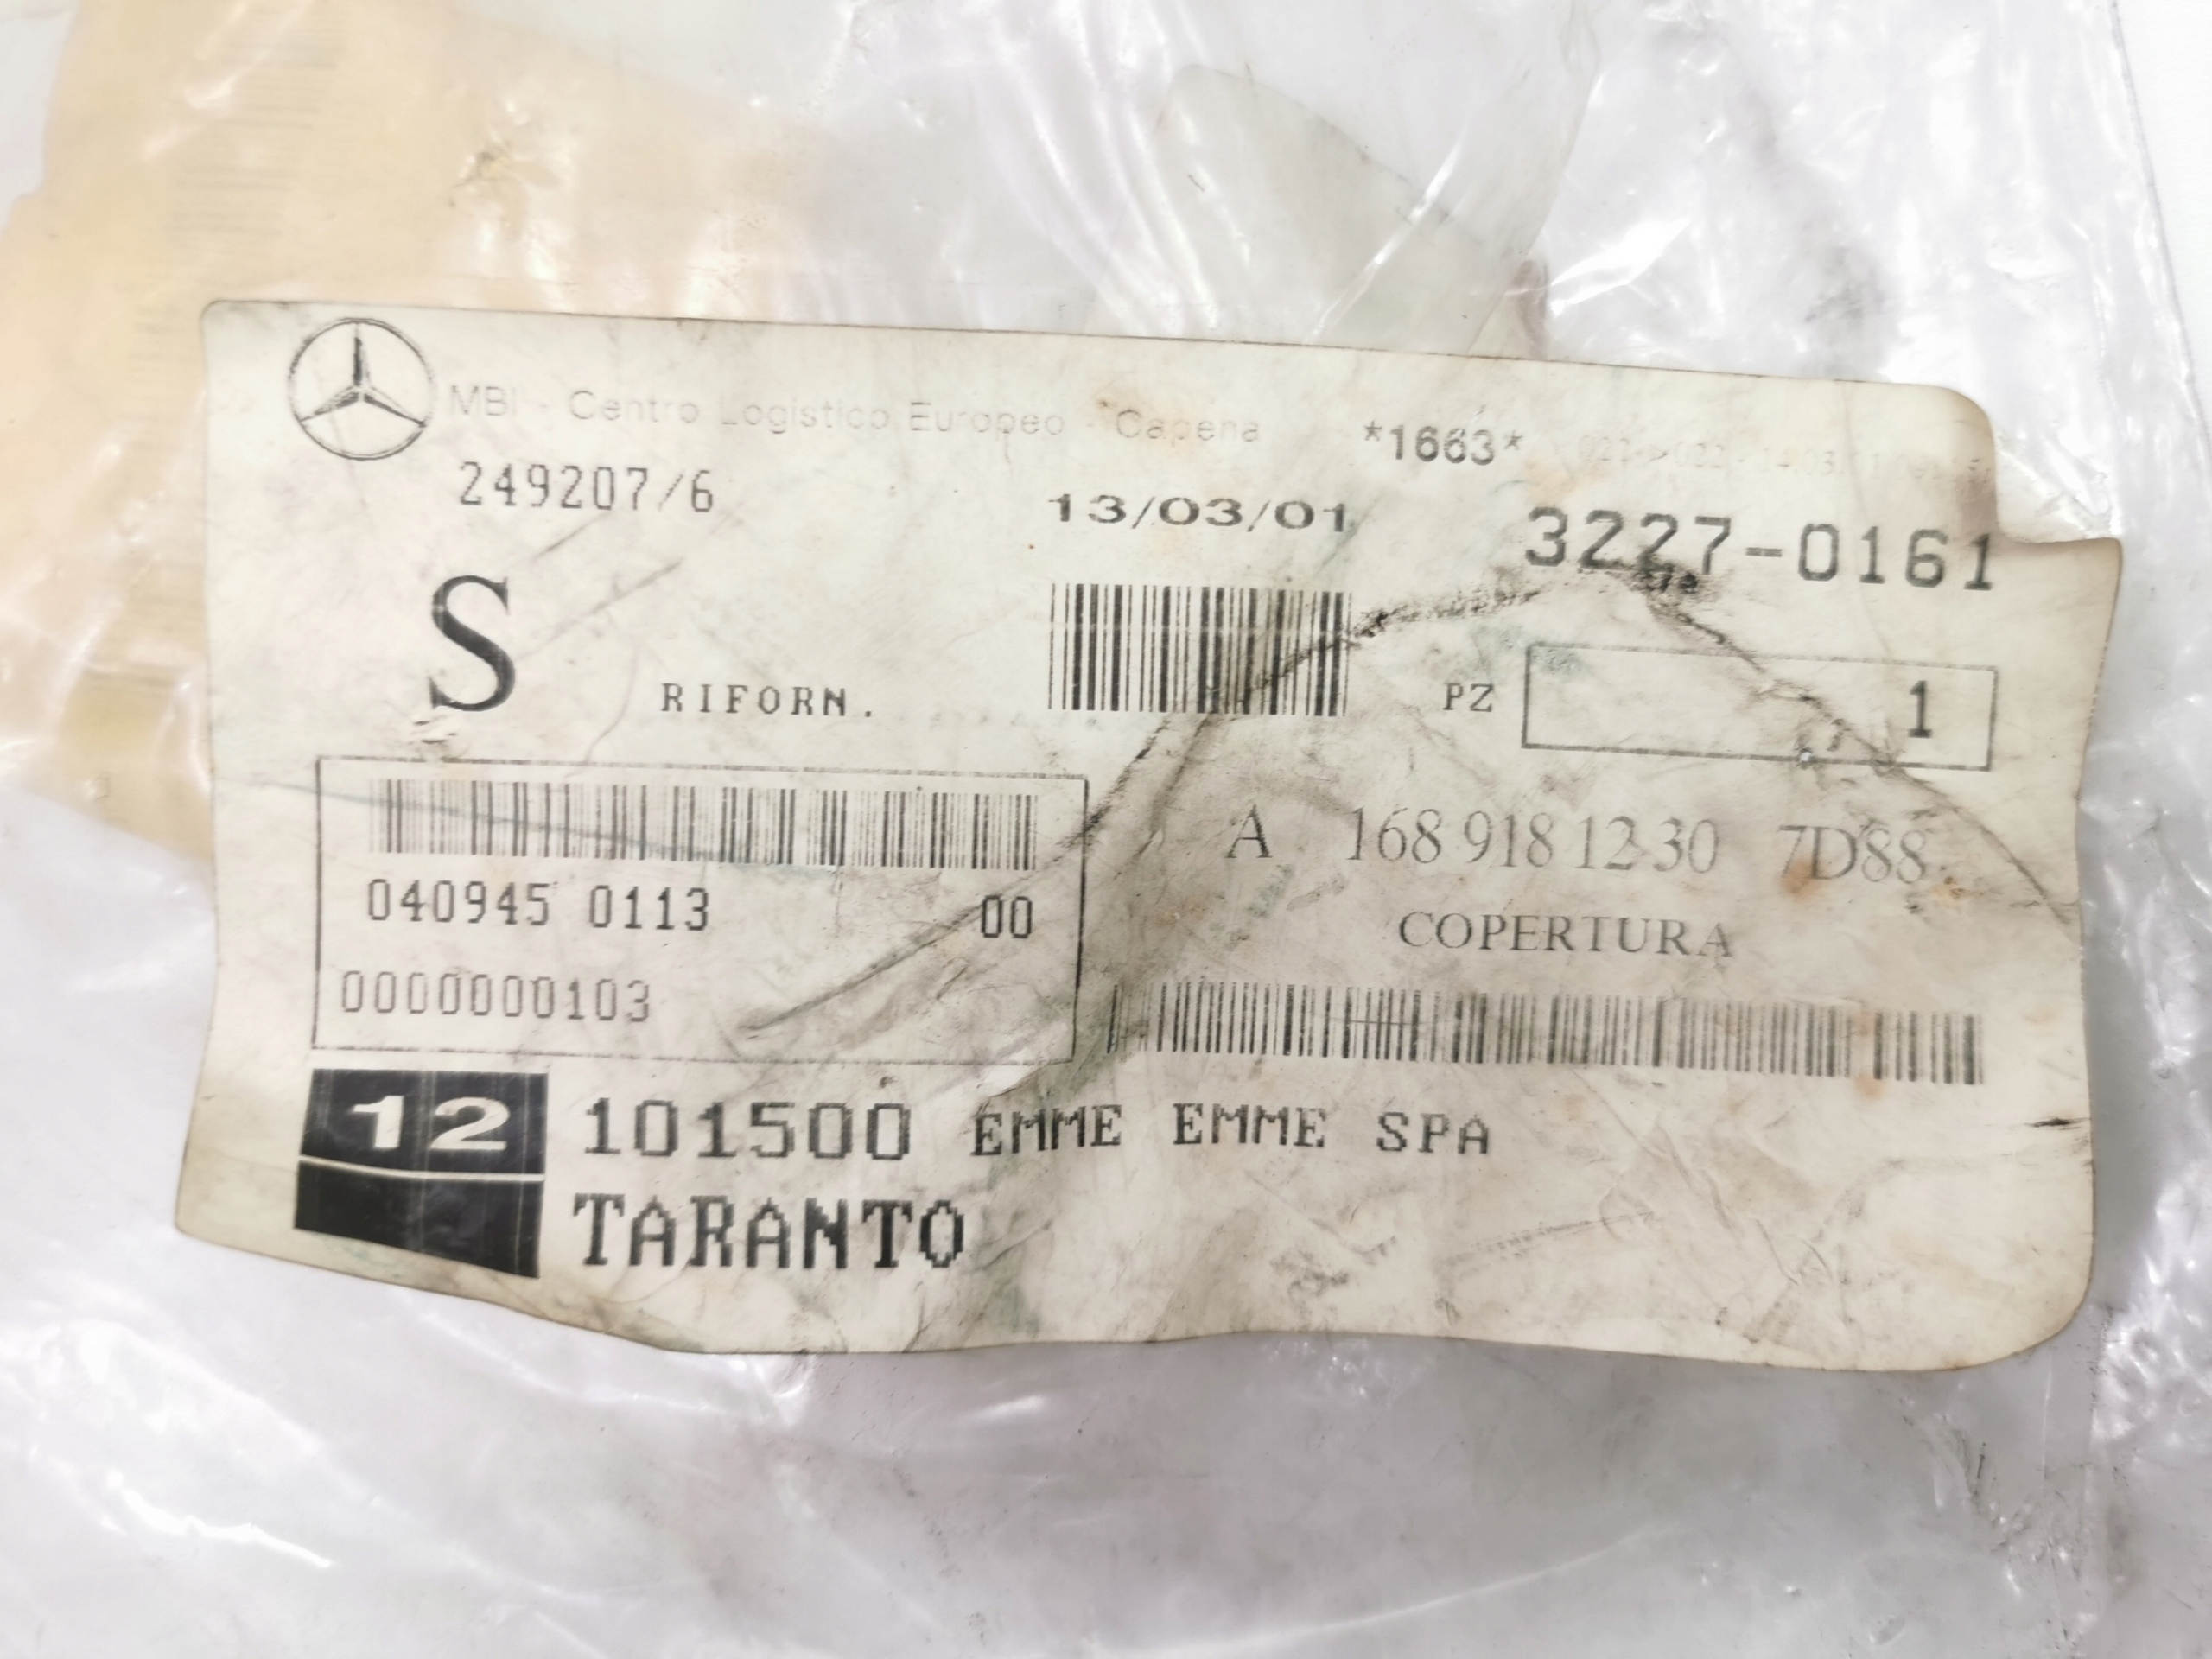 MBI - Centro Logistico Europeo - Capena *1663*
249207/6 13/03/01 3227-0161
S RIFORN. PZ 1
A 168 918 12 30 7D88
040945 0113 00
COPERTURA
0000000103
12 101500 EMME EMME SPA
TARANTO